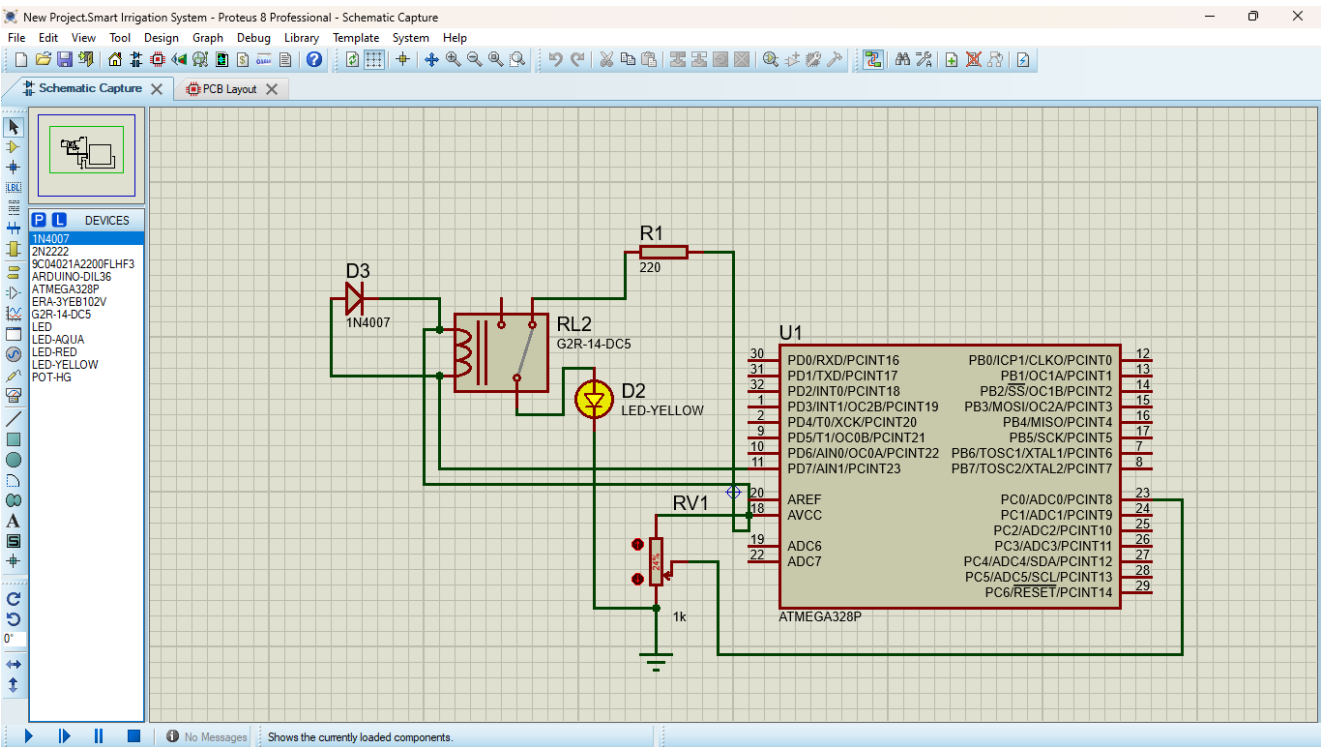 New Project.Smart Irrigation System - Proteus 8 Professional - Schematic Capture
File Edit View Tool Design Graph Debug Library Template System Help
Schematic Capture
PCB Layout
LBL
P L DEVICES
1N4007
2N2222
9C04021A2200FLHF3
ARDUINO-DIL36
ATMEGA328P
ERA-3YEB102V
G2R-14-DC5
LED
LED-AQUA
LED-RED
LED-YELLOW
POT-HG
A
S
0°
R1
220
D3
1N4007
RL2
G2R-14-DC5
D2
LED-YELLOW
RV1
24%
1k
U1
30 PD0/RXD/PCINT16 PB0/ICP1/CLKO/PCINT0 12
31 PD1/TXD/PCINT17 PB1/OC1A/PCINT1 13
32 PD2/INT0/PCINT18 PB2/SS/OC1B/PCINT2 14
1 PD3/INT1/OC2B/PCINT19 PB3/MOSI/OC2A/PCINT3 15
2 PD4/T0/XCK/PCINT20 PB4/MISO/PCINT4 16
9 PD5/T1/OC0B/PCINT21 PB5/SCK/PCINT5 17
10 PD6/AIN0/OC0A/PCINT22 PB6/TOSC1/XTAL1/PCINT6 7
11 PD7/AIN1/PCINT23 PB7/TOSC2/XTAL2/PCINT7 8
20 AREF PC0/ADC0/PCINT8 23
18 AVCC PC1/ADC1/PCINT9 24
PC2/ADC2/PCINT10 25
19 ADC6 PC3/ADC3/PCINT11 26
22 ADC7 PC4/ADC4/SDA/PCINT12 27
PC5/ADC5/SCL/PCINT13 28
PC6/RESET/PCINT14 29
ATMEGA328P
No Messages
Shows the currently loaded components.